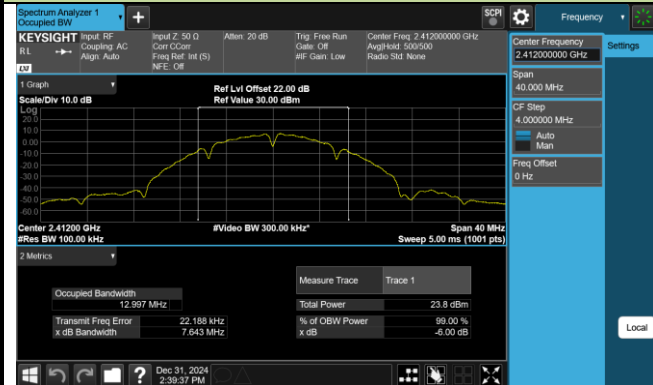 Spectrum Analyzer 1
Occupied BW
+
SCPI
Frequency
KEYSIGHT
Input: RF
Input Z: 50 Ω
Atten: 20 dB
Trig: Free Run
Center Freq: 2.412000000 GHz
RL
Coupling: AC
Corr CCorr
Gate: Off
Avg|Hold: 500/500
Align: Auto
Freq Ref: Int (S)
#IF Gain: Low
Radio Std: None
NFE: Off
Center Frequency
2.412000000 GHz
Settings
Span
40.000 MHz
CF Step
4.000000 MHz
Auto
Man
Freq Offset
0 Hz
Local
1 Graph
Ref Lvl Offset 22.00 dB
Scale/Div 10.0 dB
Ref Value 30.00 dBm
Log
20.0
10.0
0.00
-10.0
-20.0
-30.0
-40.0
-50.0
-60.0
Center 2.41200 GHz
#Video BW 300.00 kHz*
Span 40 MHz
#Res BW 100.00 kHz
Sweep 5.00 ms (1001 pts)
2 Metrics
Measure Trace
Trace 1
Occupied Bandwidth
12.997 MHz
Total Power
23.8 dBm
Transmit Freq Error
22.188 kHz
% of OBW Power
99.00 %
x dB Bandwidth
7.643 MHz
x dB
-6.00 dB
?
Dec 31, 2024
2:39:37 PM